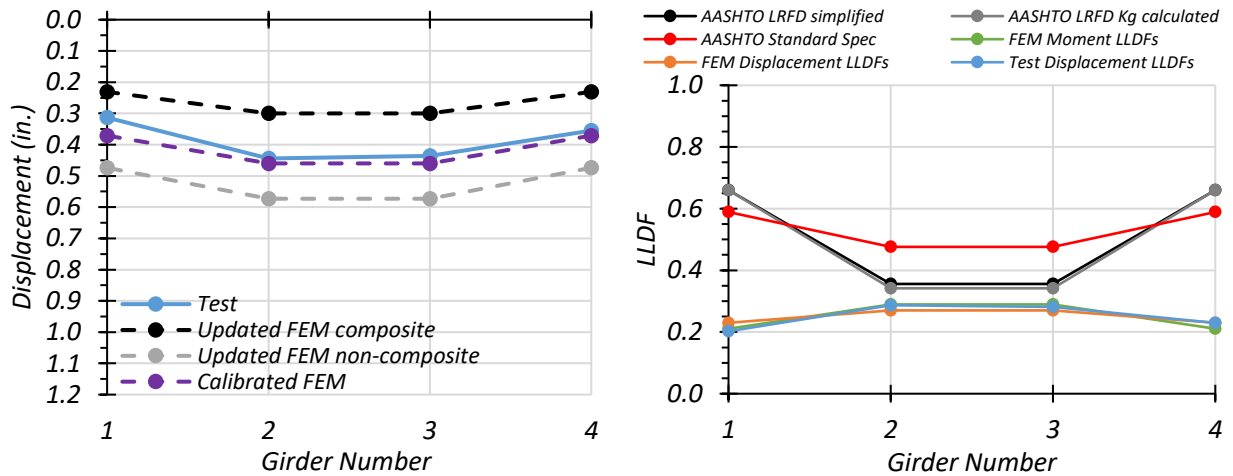 0.0
0.1
0.2
0.3
0.4
0.5
0.6
0.7
0.8
0.9
1.0
1.1
1.2
Displacement (in.)
Test
Updated FEM composite
Updated FEM non-composite
Calibrated FEM
1 2 3 4
Girder Number
AASHTO LRFD simplified AASHTO LRFD Kg calculated
AASHTO Standard Spec FEM Moment LLDFs
FEM Displacement LLDFs Test Displacement LLDFs
1.0
0.8
0.6
0.4
0.2
0.0
LLDF
1 2 3 4
Girder Number